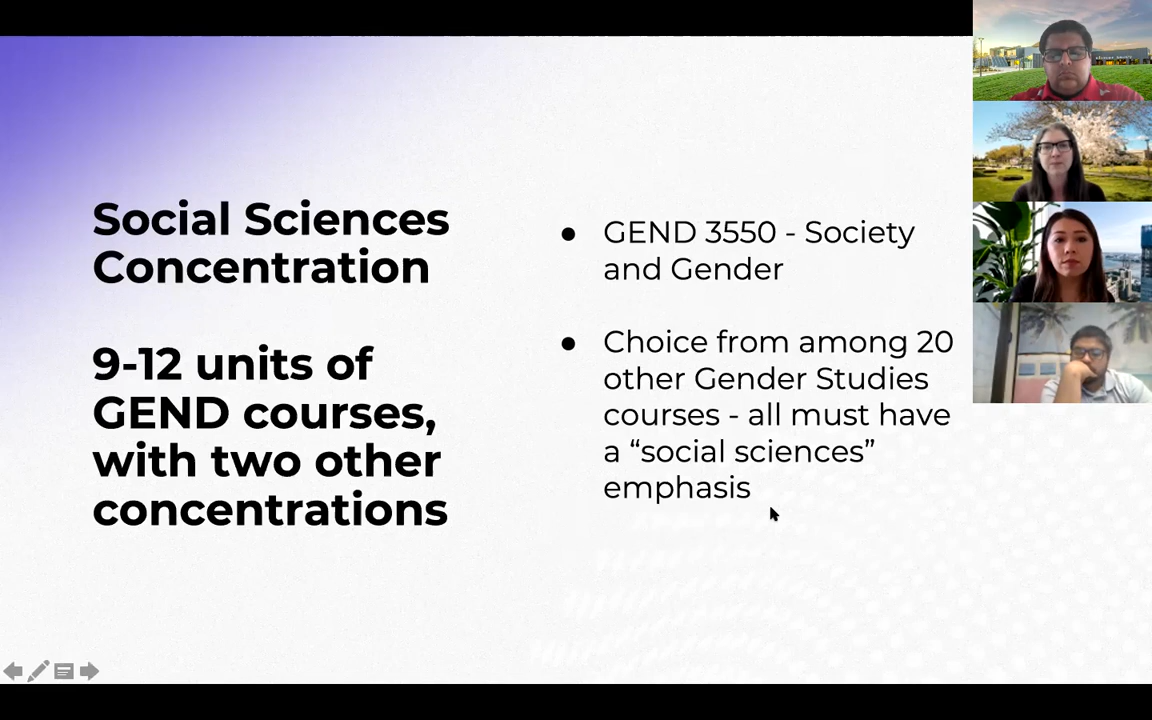 Social Sciences
Concentration
9-12 units of
GEND courses,
with two other
concentrations
● GEND 3550 - Society
and Gender
● Choice from among 20
other Gender Studies
courses - all must have
a “social sciences”
emphasis